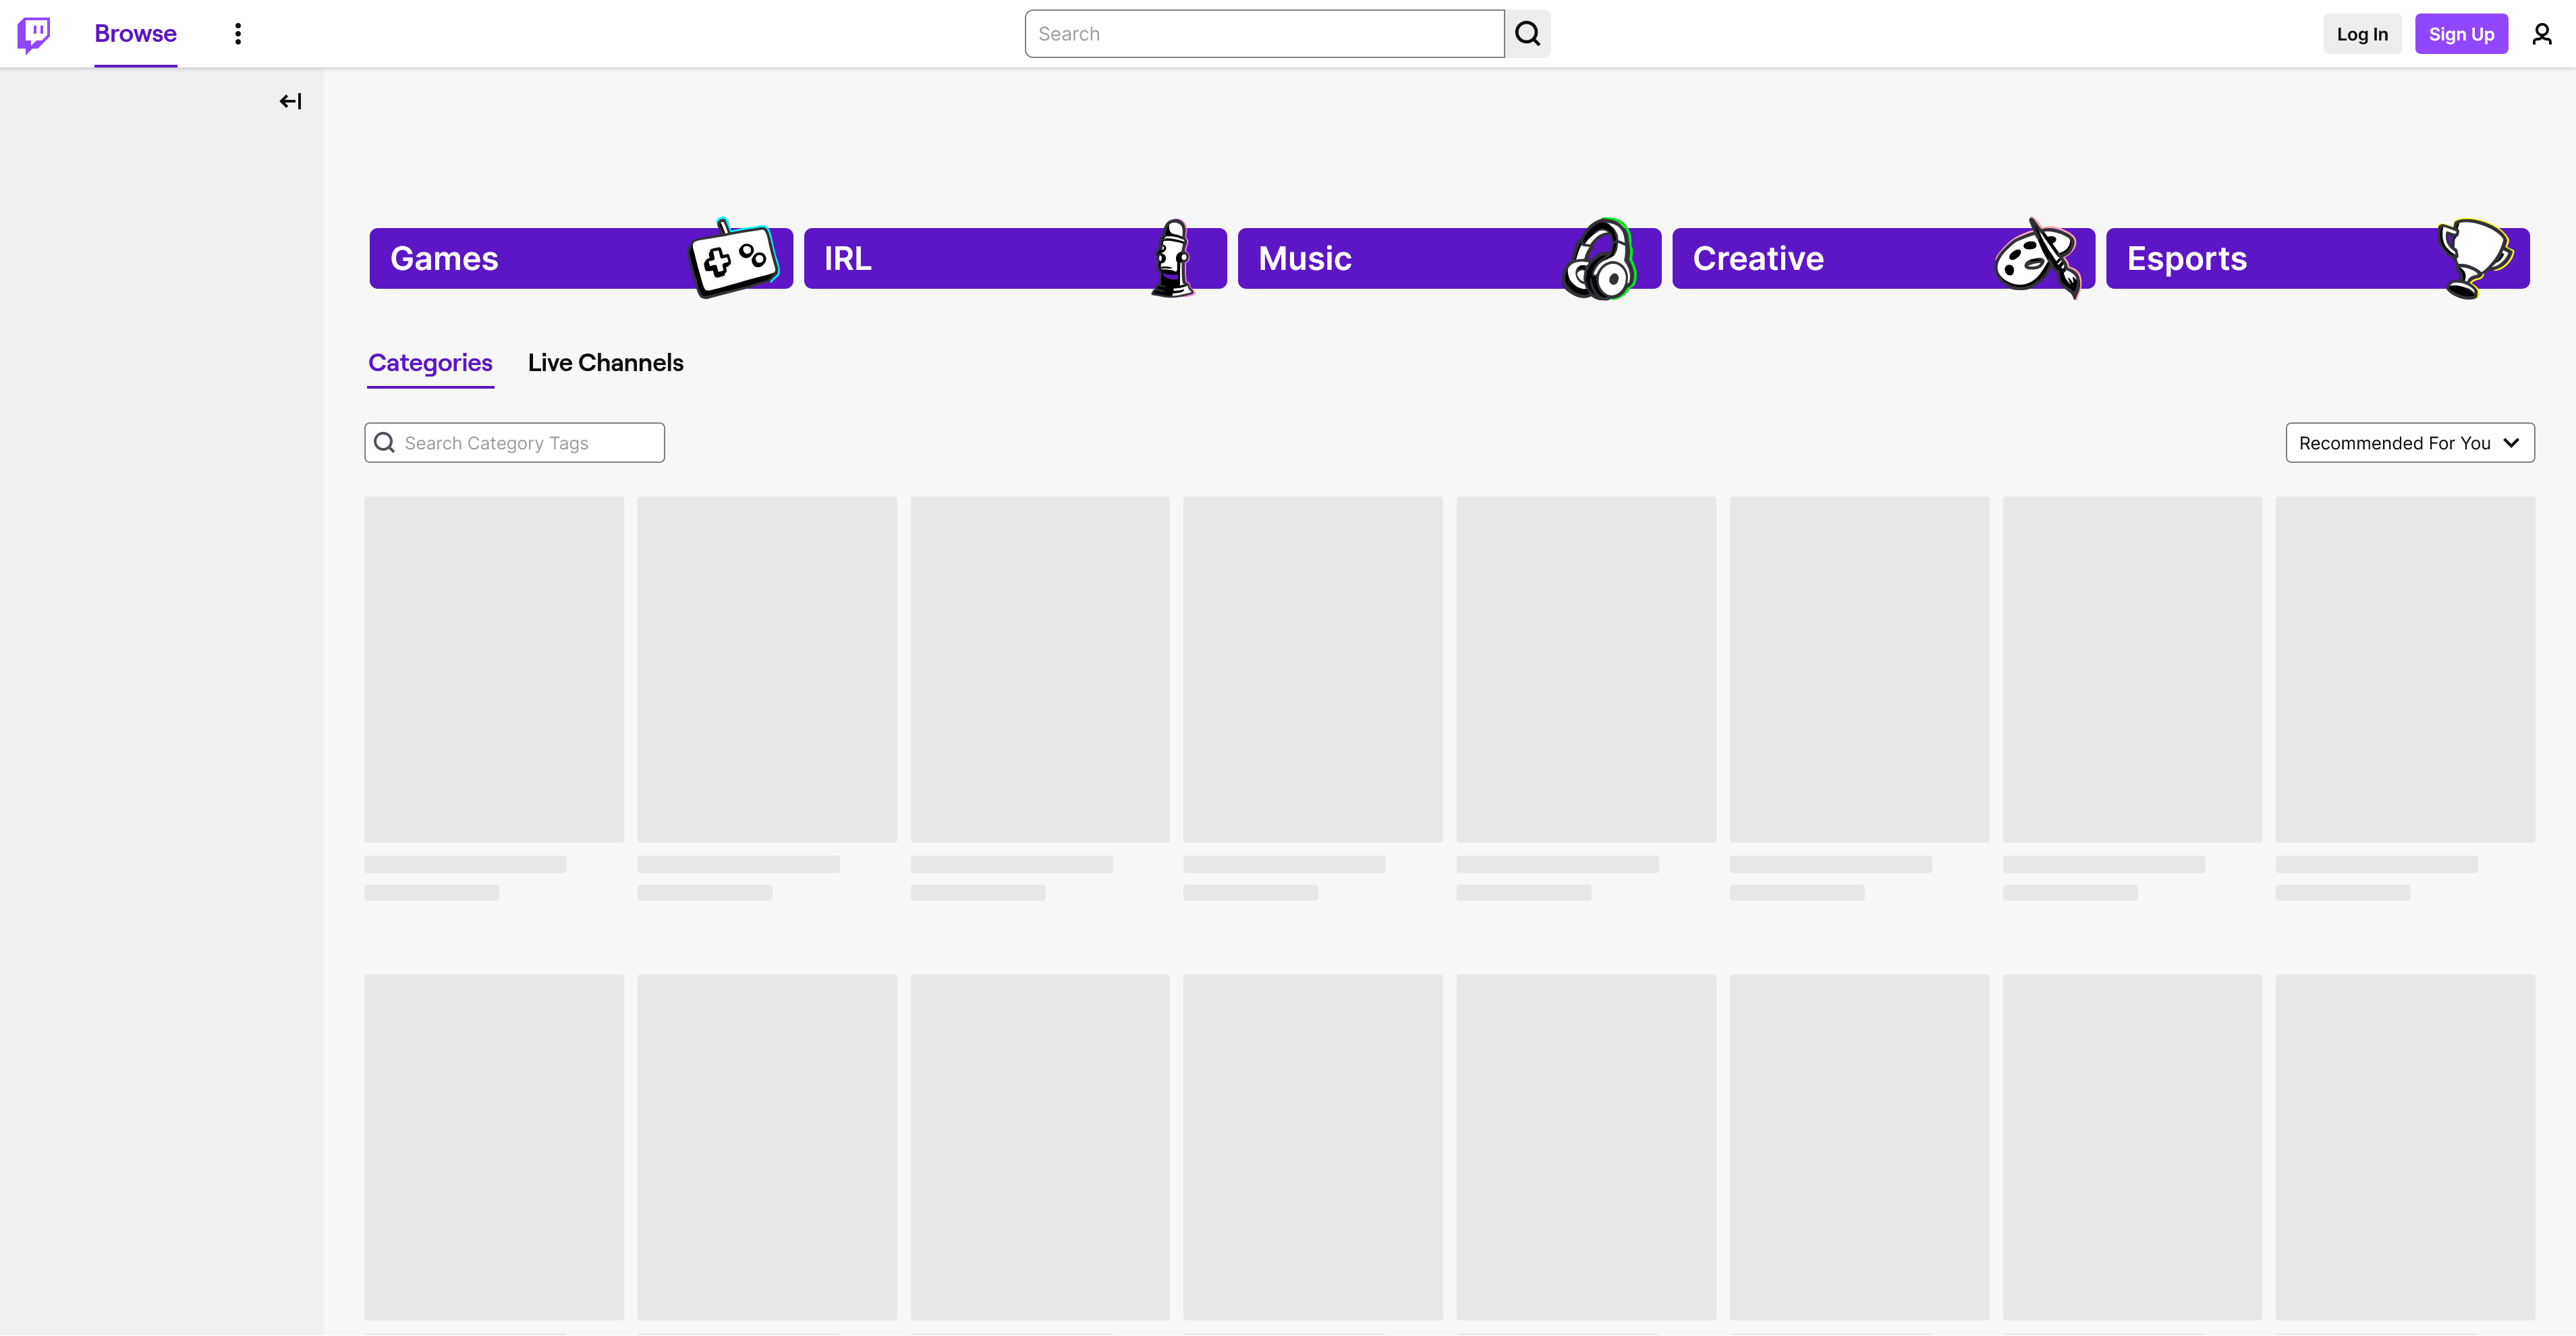 Browse
Search
Log In
Sign Up
Games
IRL
Music
Creative
Esports
Categories
Live Channels
Search Category Tags
Recommended For You